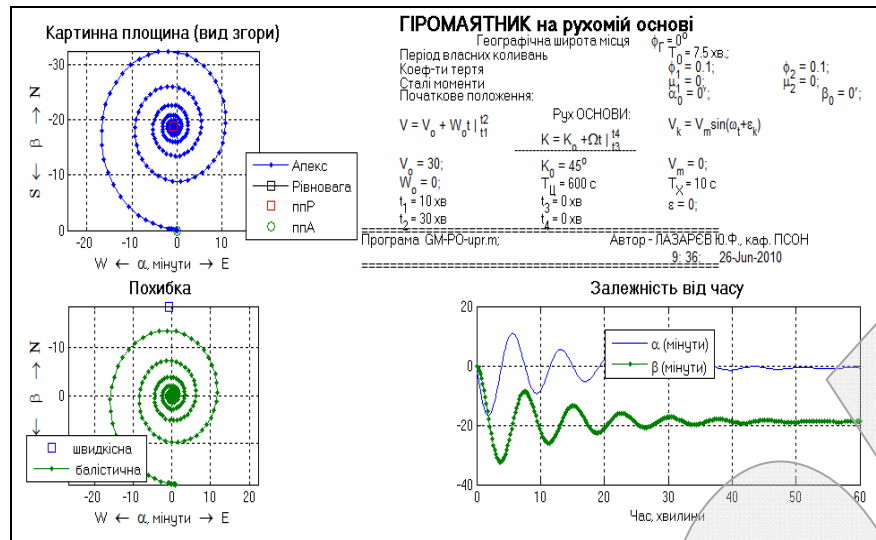 ГІРОМАЯТНИК на рухомій основі
Географічна широта місця ϕГ = 0°
Період власних коливань T0 = 7.5 хв.;
Коеф-ти тертя ϕ1 = 0.1; ϕ2 = 0.1;
Сталі моменти μ1 = 0; μ2 = 0;
Початкове положення: α0 = 0'; β0 = 0';
Рух ОСНОВИ:
V = Vo + Wo t |t1 t2 K = Ko + Ωt |t3 t4 Vk = Vm sin(ωt+εk)
Vo = 30; Ko = 45° Vm = 0;
Wo = 0; TЦ = 600 с TХ = 10 с
t1 = 10 хв t3 = 0 хв ε = 0;
t2 = 30 хв t4 = 0 хв
Програма GM-PO-upr.m; Автор - ЛАЗАРЄВ Ю.Ф., каф. ПСОН
9: 36: 26-Jun-2010
Картинна площина (вид згори)
S ← β → N
-30
-20
-10
0
-10 0 10
W ← α, мінути → E
Апекс
Рівновага
ппР
ппА
Похибка
← β → N
-10
0
-20 -10 0 10 20
W ← α, мінути → E
швидкісна
балістична
Залежність від часу
20
0
-20
-40
0 10 20 30 40 50 60
Час, хвилини
α (мінути)
β (мінути)